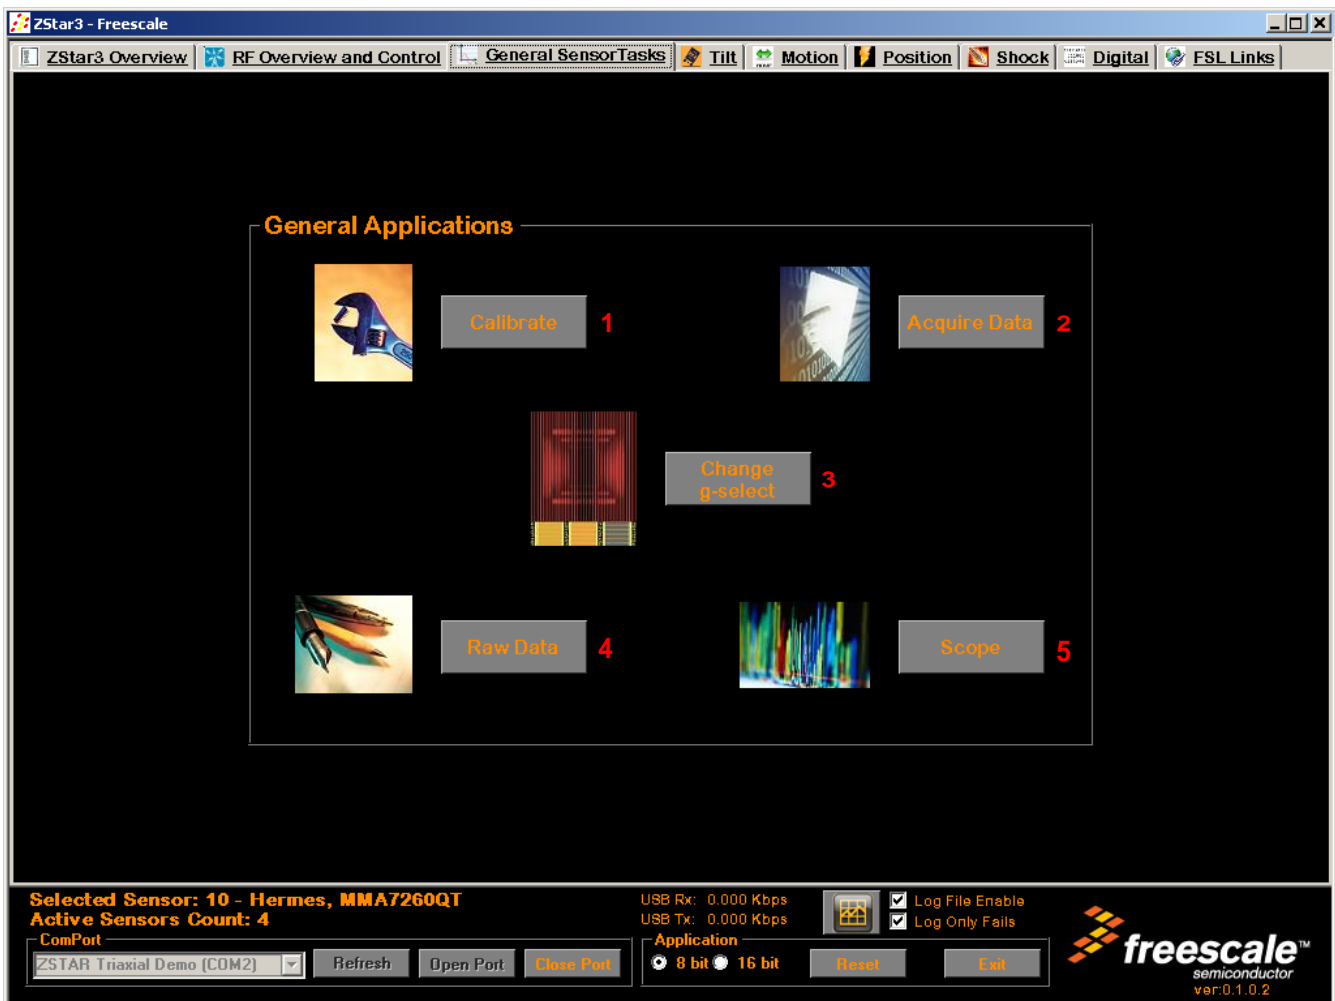 ZStar3 - Freescale
ZStar3 Overview RF Overview and Control General SensorTasks Tilt Motion Position Shock Digital FSL Links
General Applications
Calibrate 1
Acquire Data 2
Change
g-select 3
Raw Data 4
Scope 5
Selected Sensor: 10 - Hermes, MMA7260QT
Active Sensors Count: 4
USB Rx: 0.000 Kbps
USB Tx: 0.000 Kbps
Log File Enable
Log Only Fails
ComPort
ZSTAR Triaxial Demo (COM2) Refresh Open Port Close Port
Application
8 bit 16 bit Reset Exit
freescale™
semiconductor
ver:0.1.0.2